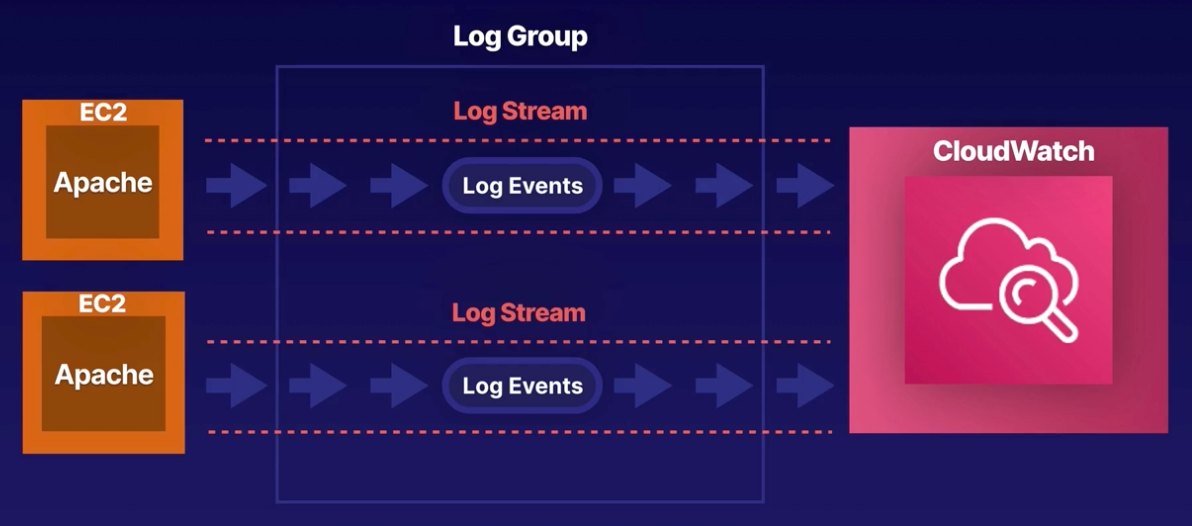 Log Group
Log Stream
EC2
Apache
Log Events
CloudWatch
EC2
Apache
Log Stream
Log Events